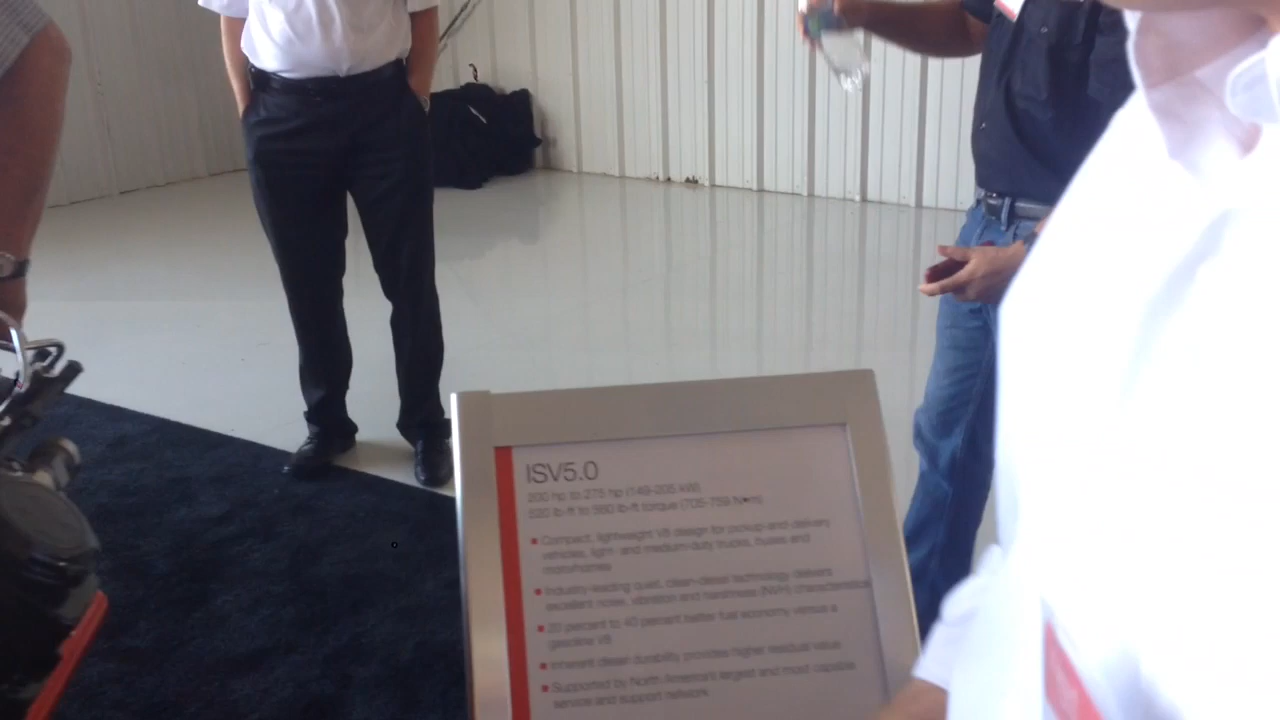 ISV5.0
200 hp to 275 hp (149-205 kW)
520 lb-ft to 560 lb-ft torque (705-759 N•m)
Compact, lightweight V8 design for pickup-and-delivery
vehicles, light- and medium-duty trucks, buses and
motorhomes
Industry-leading quiet, clean-diesel technology delivers
excellent noise, vibration and harshness (NVH) characteristics
20 percent to 40 percent better fuel economy versus a
gasoline V8
Inherent diesel durability provides higher residual value
Supported by North America's largest and most capable
service and support network